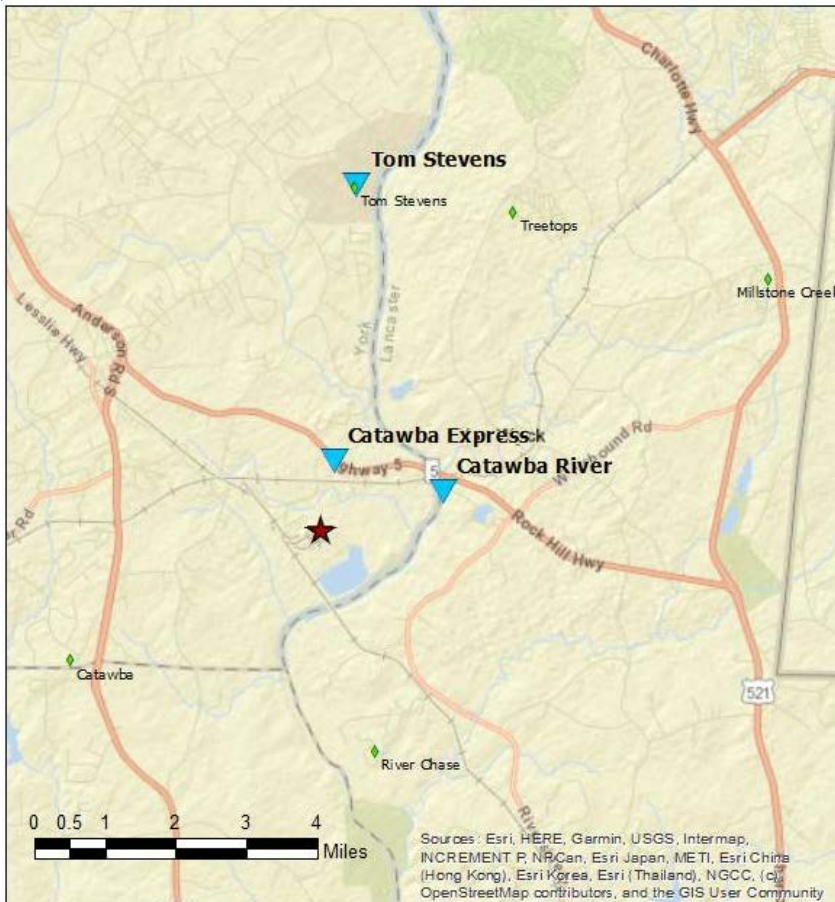 Charlotte Hwy
Tom Stevens
Tom Stevens
Treetops
Millstone Creek
Lesslie Hwy
Anderson Rd S
York
Lancaster
Catawba Express
Highway 5
5
Catawba River
Rock Hill Hwy
Rd
Catawba
521
River Chase
0 0.5 1 2 3 4
Miles
Sources: Esri, HERE, Garmin, USGS, Intermap,
INCREMENT P, NRCan, Esri Japan, METI, Esri China
(Hong Kong), Esri Korea, Esri (Thailand), NGCC, (c)
OpenStreetMap contributors, and the GIS User Community